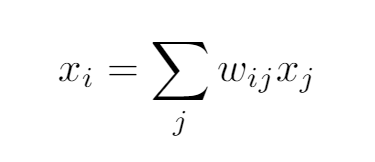 x_i = \sum_j w_{ij} x_j